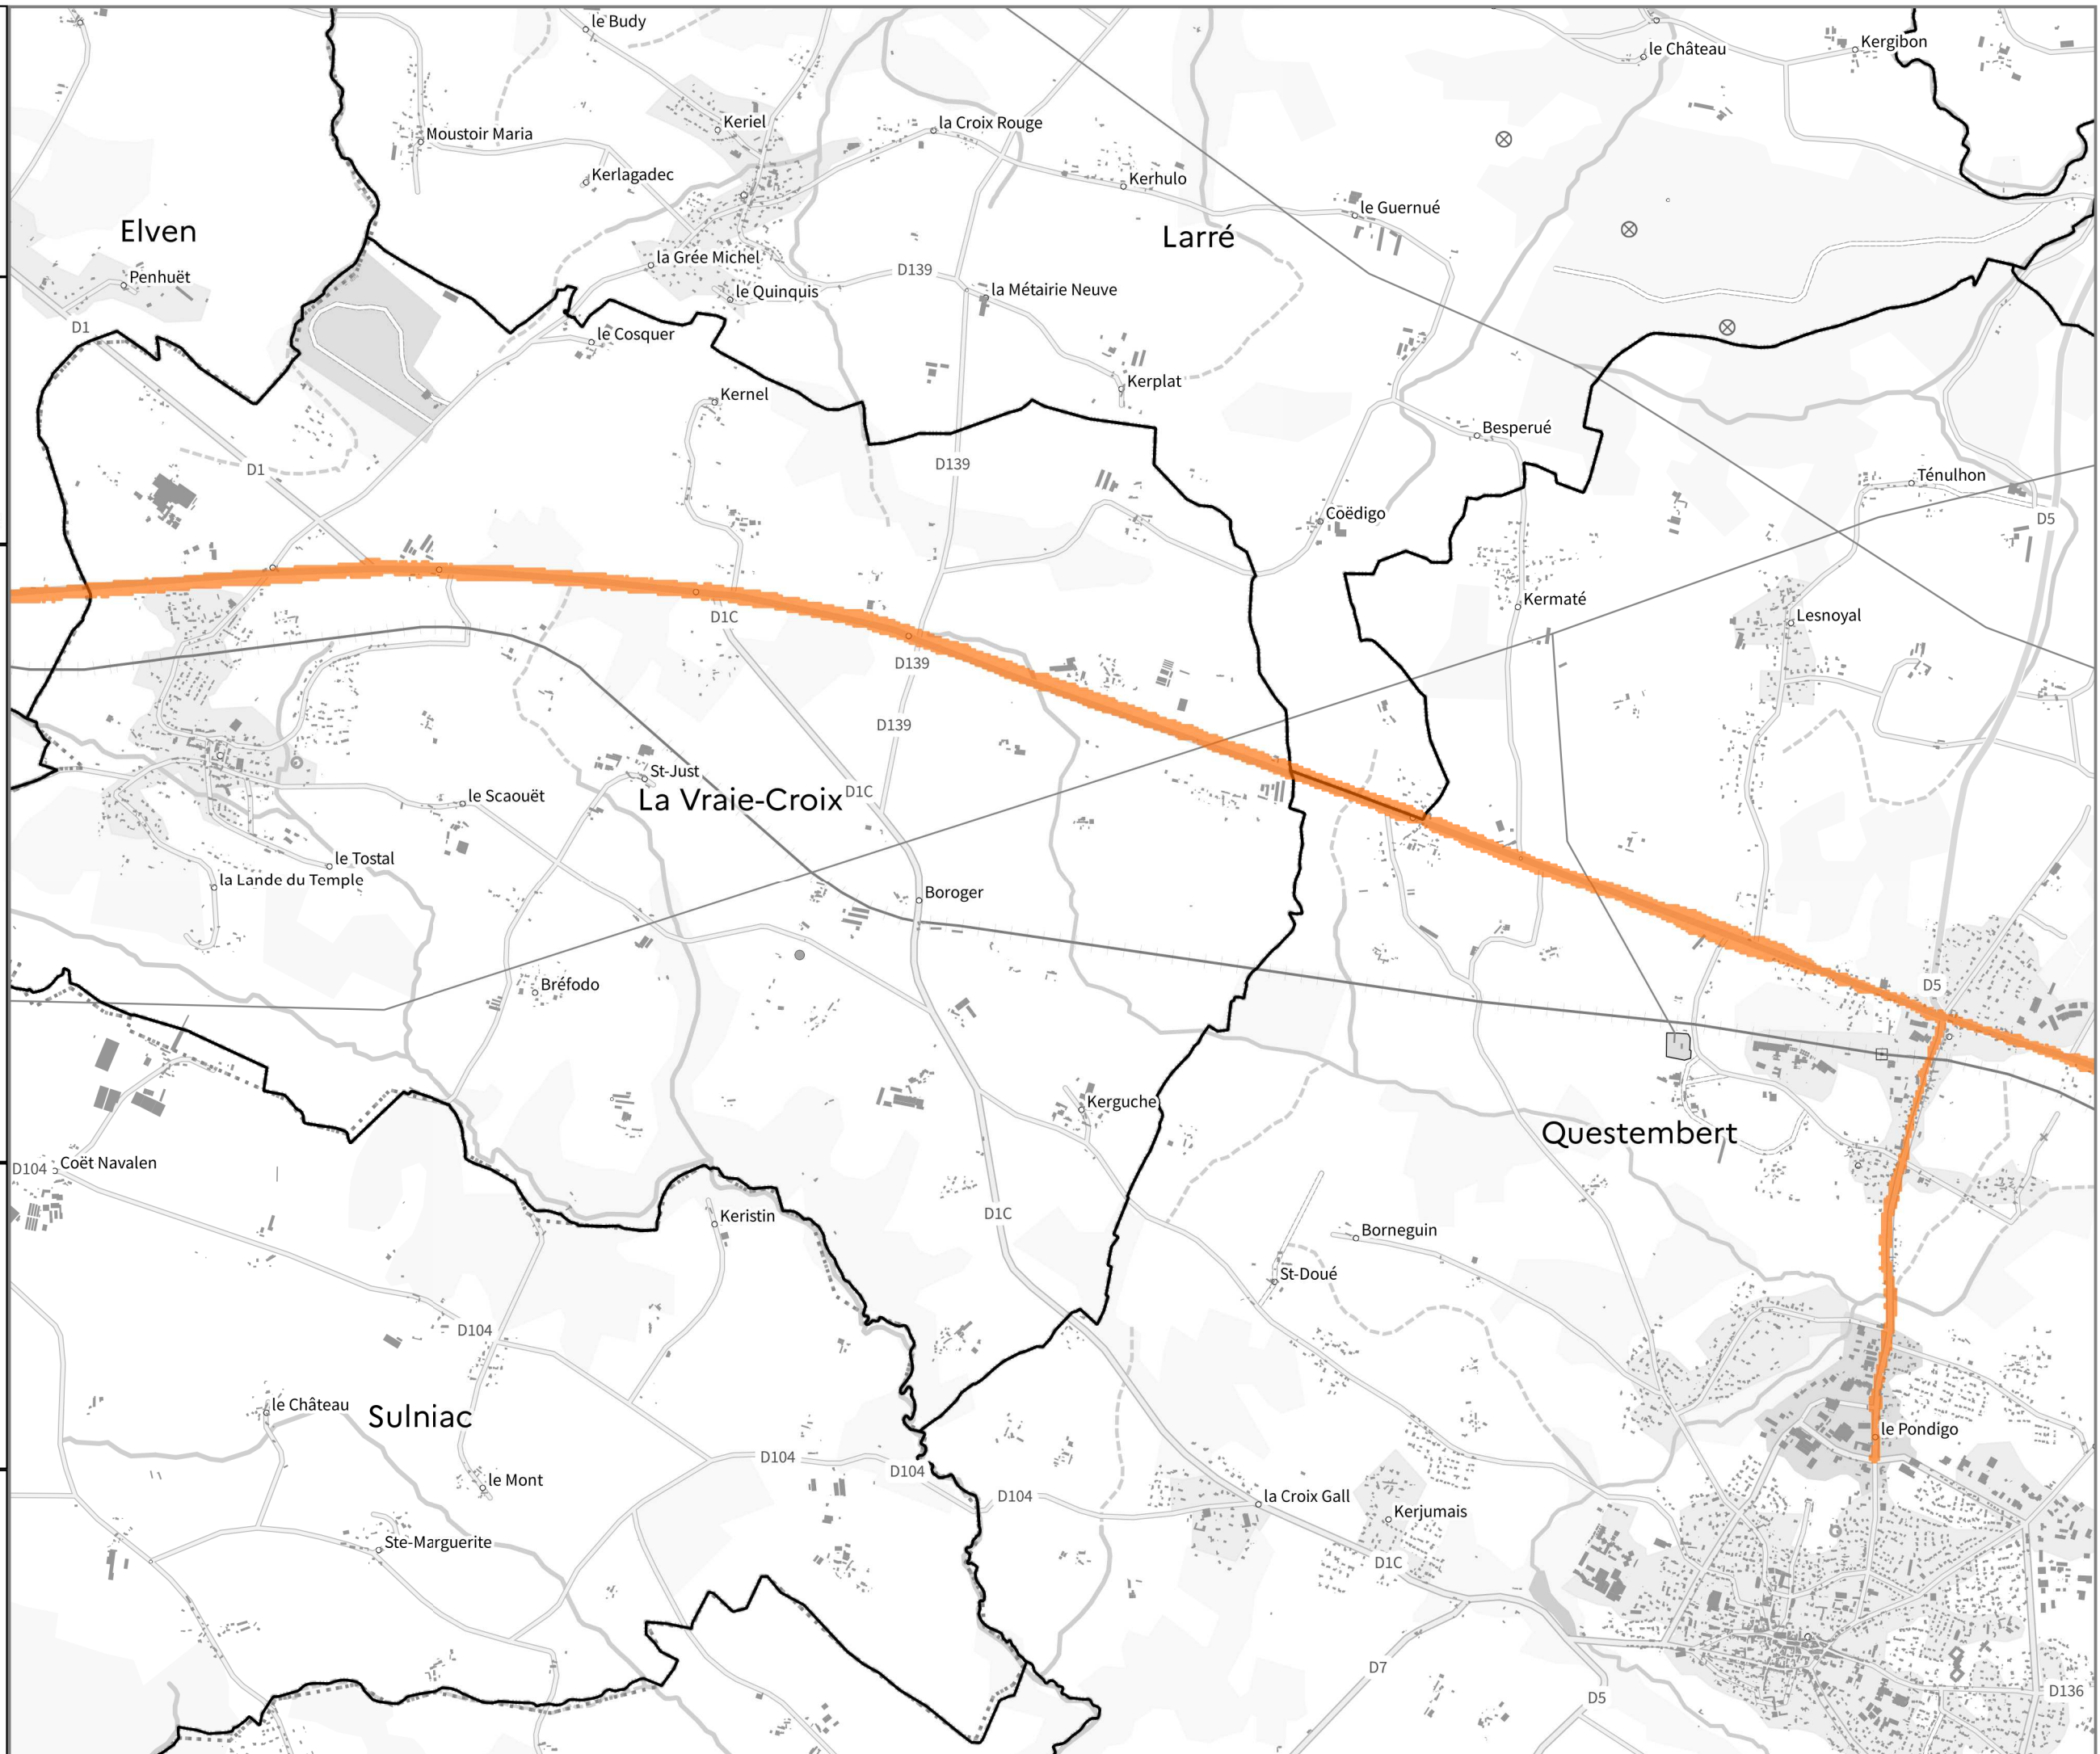 le Budy
le Château
Kergibon
Keriel
la Croix Rouge
Moustoir Maria
Kerlagadec
Kerhulo
le Guernué
Elven
Larré
la Grée Michel
D139
Penhuët
le Quinquis
la Métairie Neuve
D1
le Cosquer
Kerplat
Kernel
Besperué
D139
D1
Ténulhon
Coëdigo
D5
Kermaté
D1C
Lesnoyal
D139
D139
St-Just
La Vraie-Croix
D1C
le Scaouët
le Tostal
la Lande du Temple
Boroger
Bréfodo
D5
Kerguche
Questembert
D104
Coët Navalen
Keristin
D1C
Borneguin
St-Doué
D104
le Château
Sulniac
le Pondigo
D104
D104
le Mont
D104
la Croix Gall
Kerjumais
Ste-Marguerite
D1C
D7
D5
D136